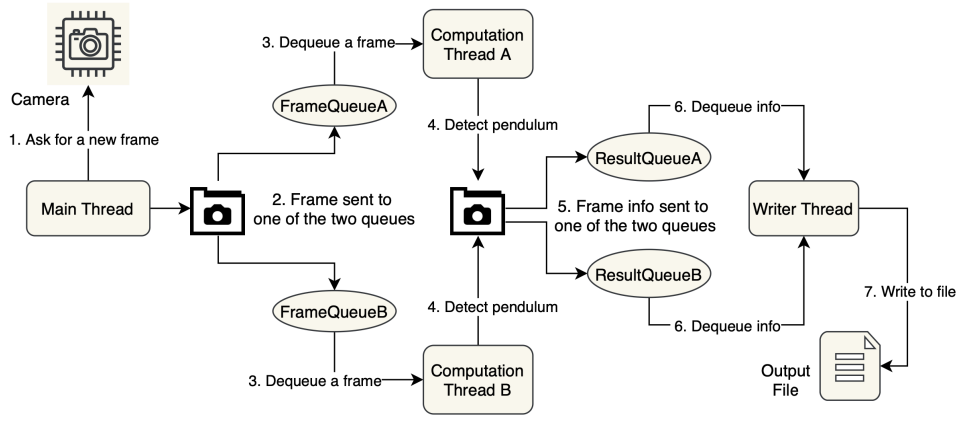 Camera
1. Ask for a new frame
Main Thread
2. Frame sent to
one of the two queues
FrameQueueA
3. Dequeue a frame
Computation
Thread A
4. Detect pendulum
FrameQueueB
3. Dequeue a frame
Computation
Thread B
4. Detect pendulum
5. Frame info sent to
one of the two queues
ResultQueueA
6. Dequeue info
ResultQueueB
6. Dequeue info
Writer Thread
7. Write to file
Output
File